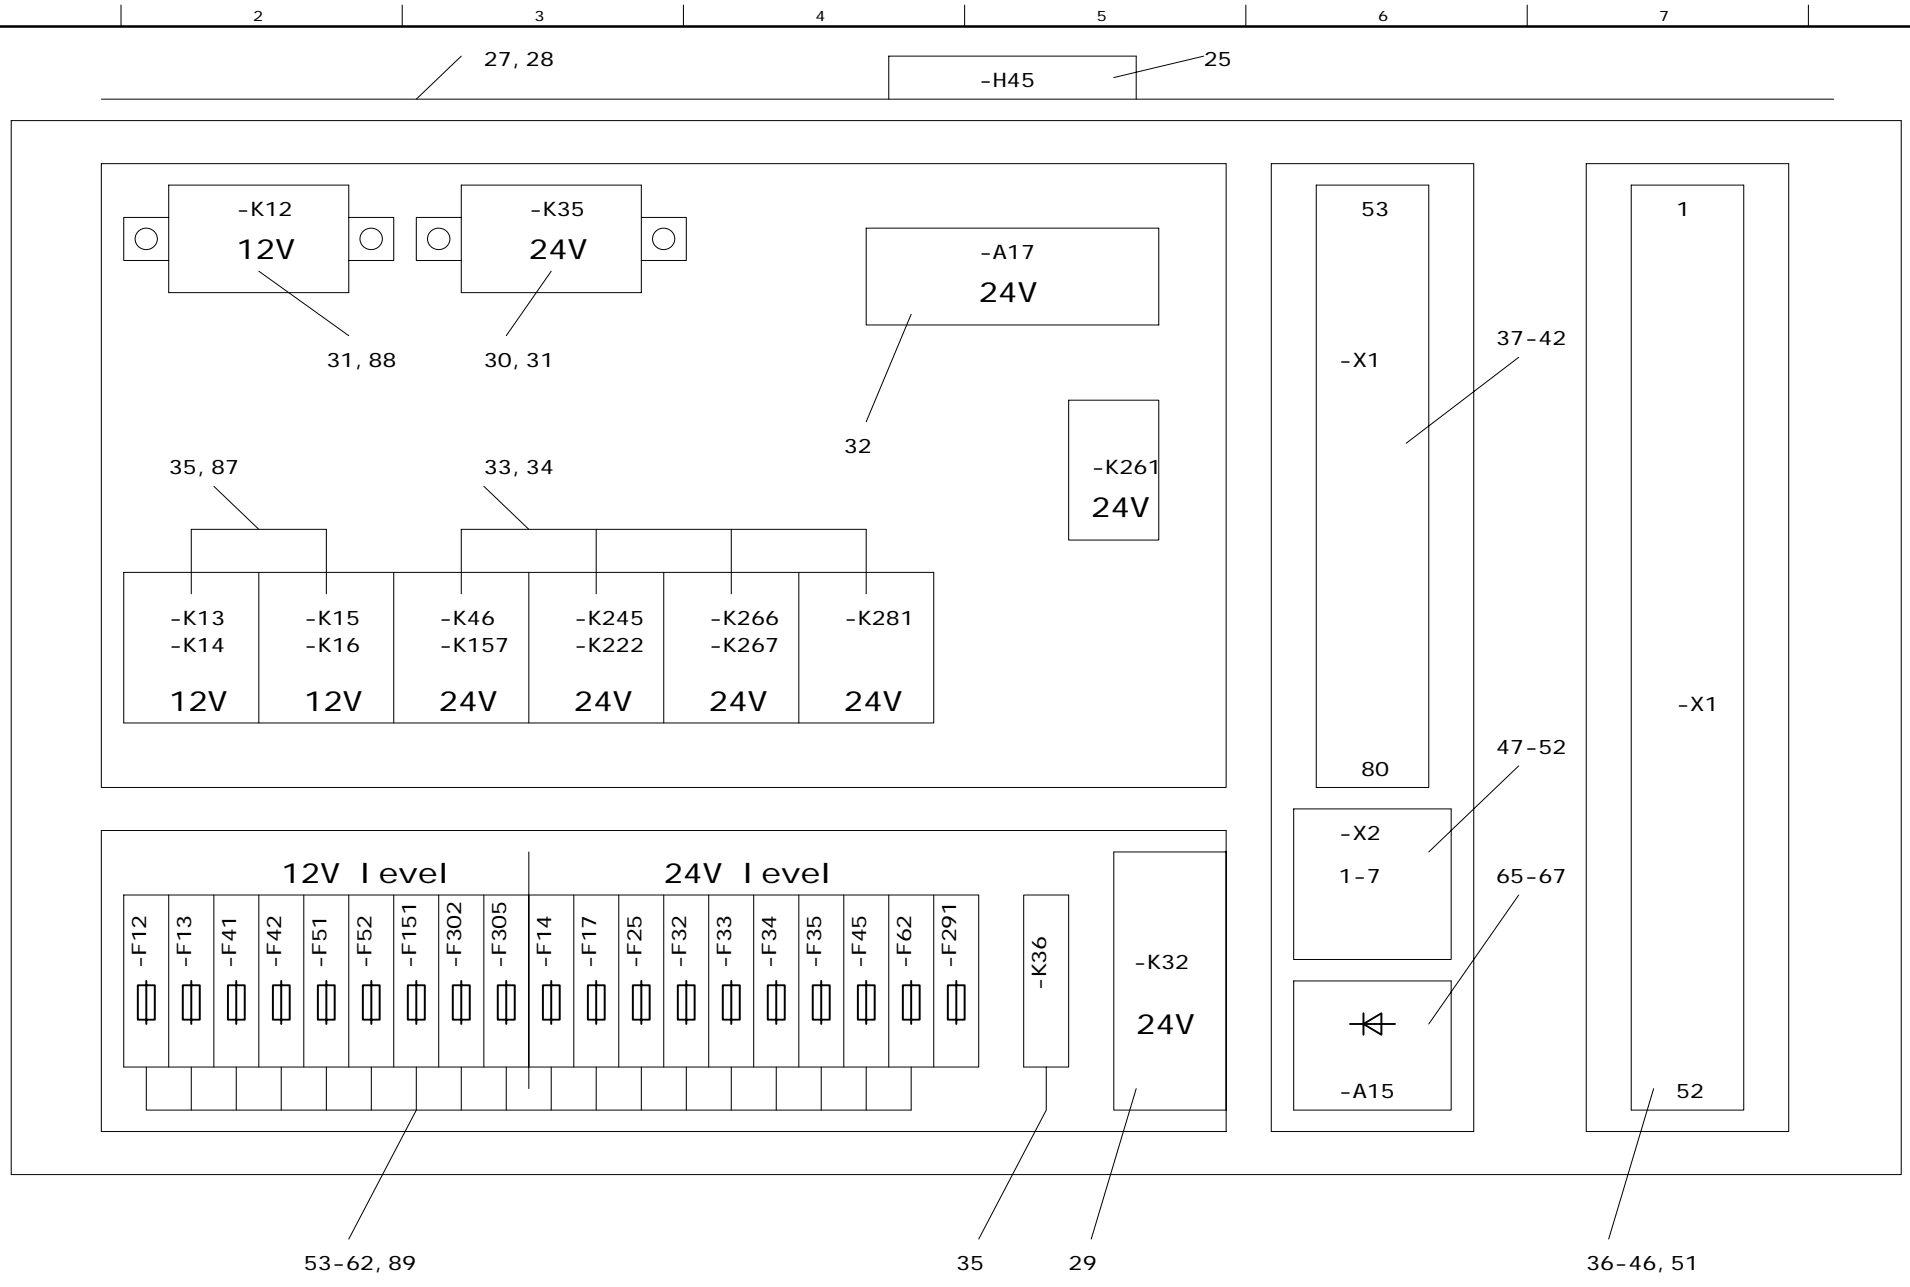 2 3 4 5 6 7
27, 28
-H45
25
-K12
12V
-K35
24V
-A17
24V
53
1
31, 88
30, 31
-X1
37-42
32
35, 87
33, 34
-K261
24V
-K13
-K14
12V
-K15
-K16
12V
-K46
-K157
24V
-K245
-K222
24V
-K266
-K267
24V
-K281
24V
-X1
80
47-52
-X2
1-7
65-67
12V level
24V level
-F12
-F13
-F41
-F42
-F51
-F52
-F151
-F302
-F305
-F14
-F17
-F25
-F32
-F33
-F34
-F35
-F45
-F62
-F291
-K36
-K32
24V
-A15
52
53-62, 89
35
29
36-46, 51